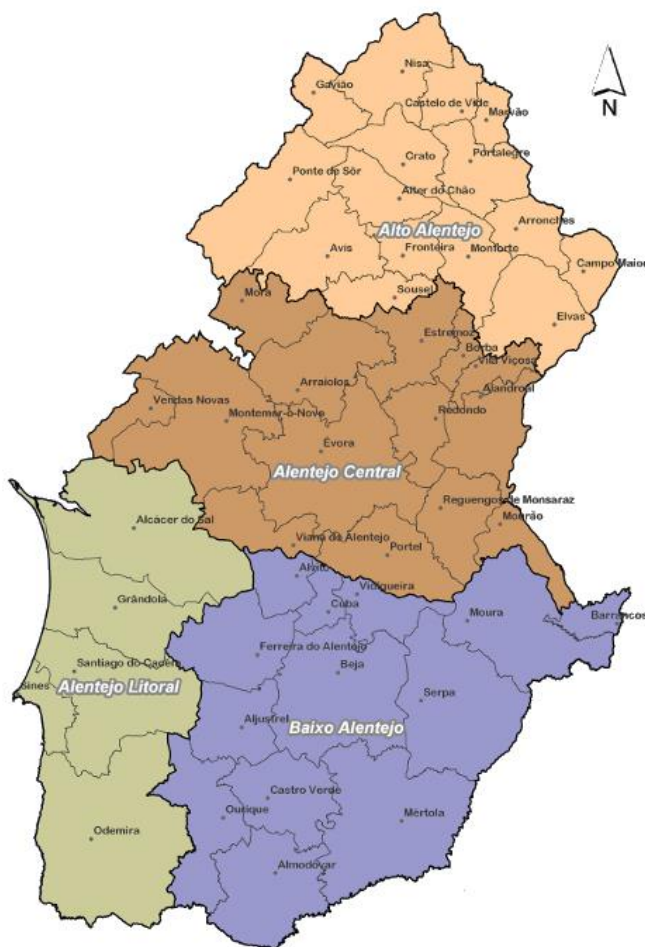 Nisa
Gavião
Castelo de Vide
Marvão
N
Crato
Portalegre
Ponte de Sôr
Alter do Chão
Arronches
Alto Alentejo
Avis
Fronteira
Monforte
Campo Maior
Sousel
Mora
Elvas
Estremoz
Borba
Vila Viçosa
Arraiolos
Alandroal
Vendas Novas
Montemor-o-Novo
Redondo
Évora
Alentejo Central
Reguengos de Monsaraz
Mourão
Alcácer do Sal
Viana do Alentejo
Portel
Vidigueira
Grândola
Cuba
Moura
Barrancos
Ferreira do Alentejo
Santiago do Cacém
Beja
Sines
Alentejo Litoral
Serpa
Aljustrel
Baixo Alentejo
Castro Verde
Ourique
Mértola
Odemira
Almodôvar